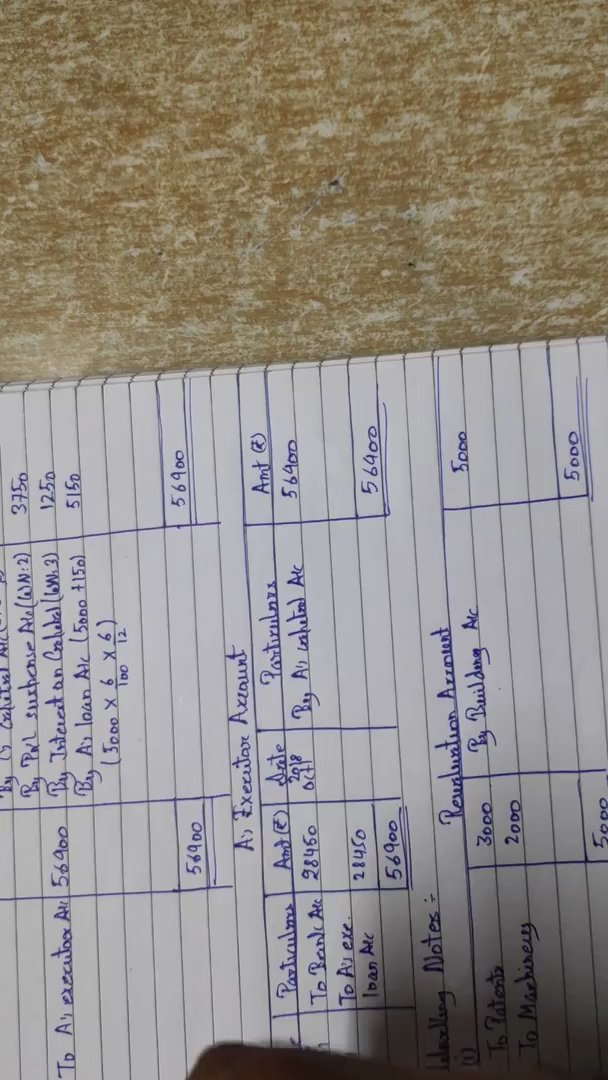 3750
By P&L suspense A/c (W.N:2)
1250
By Interest on Capital (W.N:3)
5150
By A's loan A/c (5000 + 150)
(5000 × 6/100 × 6/12)
To A's executor A/c 56900
56900 56900
A's Executor Account
Particulars Amt (₹) Date Particulars Amt (₹)
To Bank A/c 28450 2018 By A's capital A/c 56900
Oct 1
To A's exe. 28450
loan A/c
56900 56900
Working Notes :-
(i) Revaluation Account
To Patents 3000 By Building A/c 5000
To Machinery 2000
5000 5000